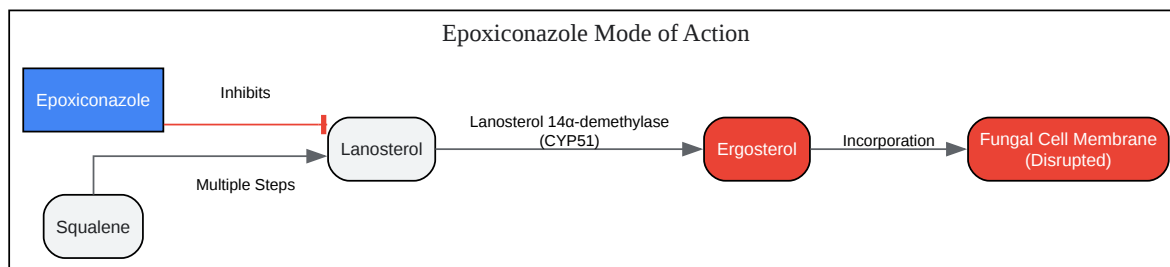 Epoxiconazole Mode of Action
Epoxiconazole
Inhibits
Lanosterol
Lanosterol 14α-demethylase
(CYP51)
Ergosterol
Incorporation
Fungal Cell Membrane
(Disrupted)
Multiple Steps
Squalene